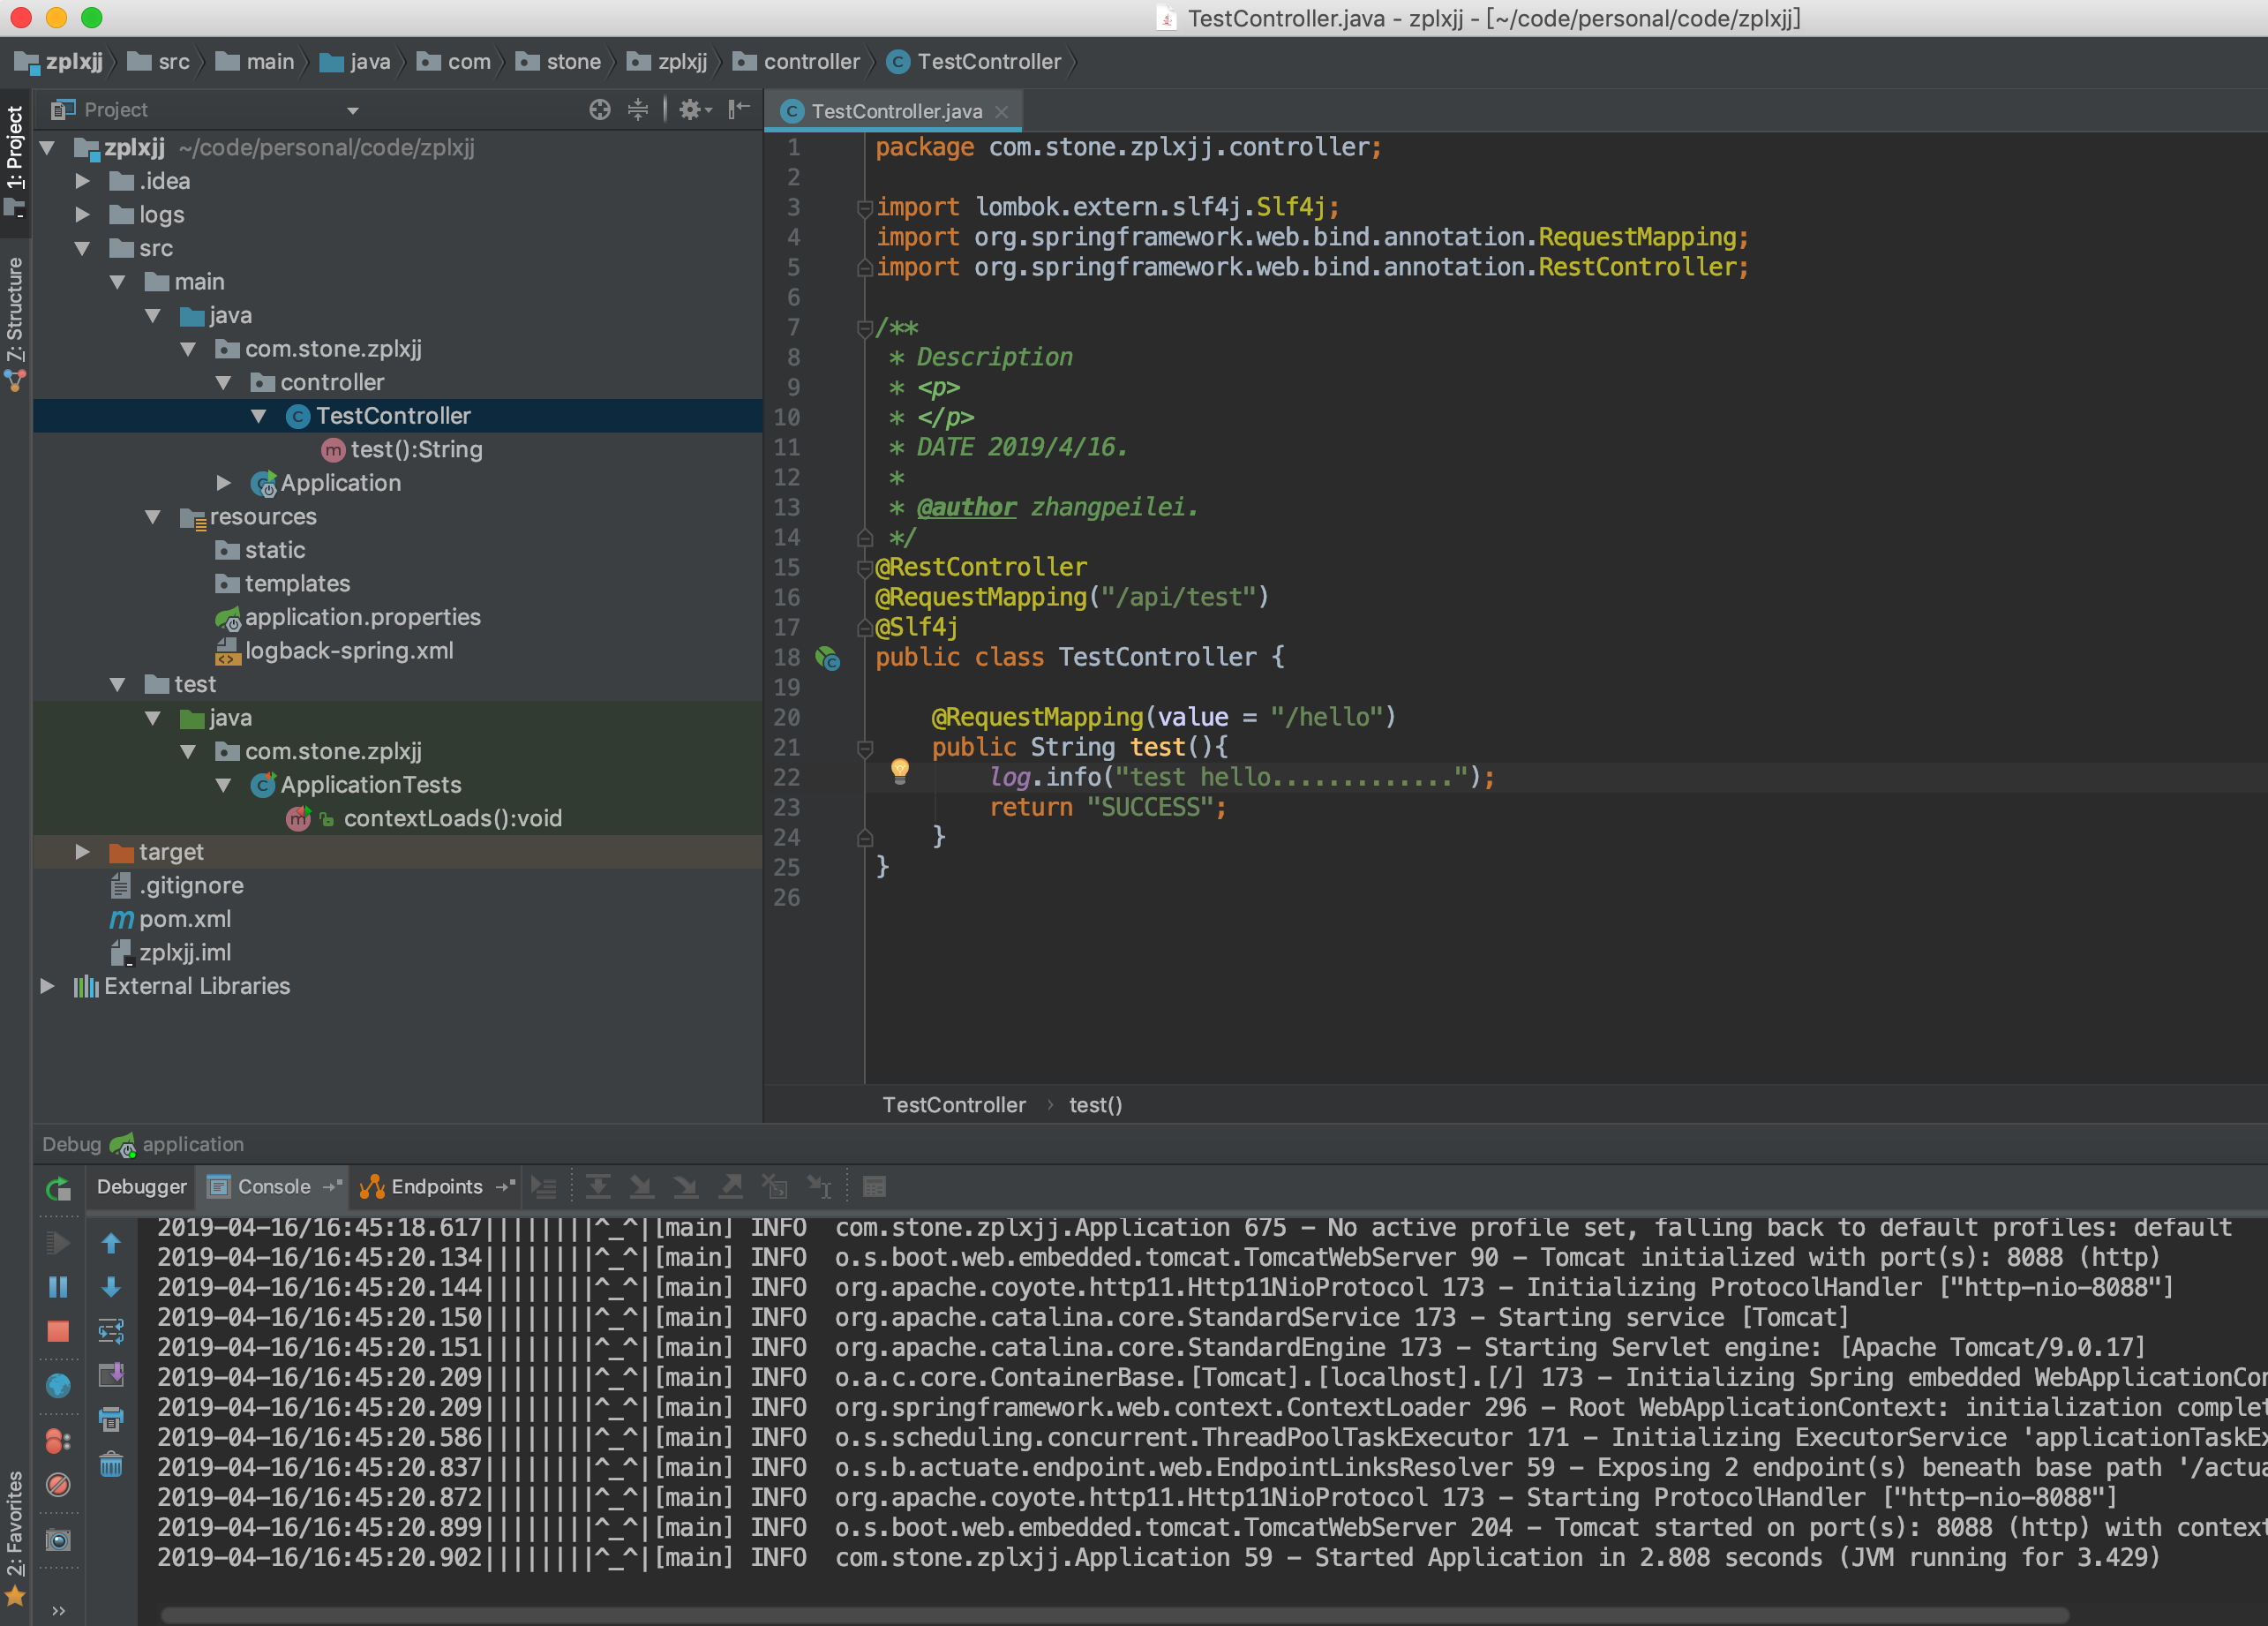 TestController.java - zplxjj - [~/code/personal/code/zplxjj]
zplxjj src main java com stone zplxjj controller TestController
1: Project
7: Structure
2: Favorites
Project
zplxjj ~/code/personal/code/zplxjj
.idea
logs
src
main
java
com.stone.zplxjj
controller
TestController
test():String
Application
resources
static
templates
application.properties
logback-spring.xml
test
java
com.stone.zplxjj
ApplicationTests
contextLoads():void
target
.gitignore
pom.xml
zplxjj.iml
External Libraries
TestController.java
1 package com.stone.zplxjj.controller;
2
3 import lombok.extern.slf4j.Slf4j;
4 import org.springframework.web.bind.annotation.RequestMapping;
5 import org.springframework.web.bind.annotation.RestController;
6
7 /**
8 * Description
9 * <p>
10 * </p>
11 * DATE 2019/4/16.
12 *
13 * @author zhangpeilei.
14 */
15 @RestController
16 @RequestMapping("/api/test")
17 @Slf4j
18 public class TestController {
19
20 @RequestMapping(value = "/hello")
21 public String test(){
22 log.info("test hello.............");
23 return "SUCCESS";
24 }
25 }
26
TestController › test()
Debug application
Debugger Console Endpoints
2019-04-16/16:45:18.617||||||||^_^|[main] INFO com.stone.zplxjj.Application 675 - No active profile set, falling back to default profiles: default
2019-04-16/16:45:20.134||||||||^_^|[main] INFO o.s.boot.web.embedded.tomcat.TomcatWebServer 90 - Tomcat initialized with port(s): 8088 (http)
2019-04-16/16:45:20.144||||||||^_^|[main] INFO org.apache.coyote.http11.Http11NioProtocol 173 - Initializing ProtocolHandler ["http-nio-8088"]
2019-04-16/16:45:20.150||||||||^_^|[main] INFO org.apache.catalina.core.StandardService 173 - Starting service [Tomcat]
2019-04-16/16:45:20.151||||||||^_^|[main] INFO org.apache.catalina.core.StandardEngine 173 - Starting Servlet engine: [Apache Tomcat/9.0.17]
2019-04-16/16:45:20.209||||||||^_^|[main] INFO o.a.c.core.ContainerBase.[Tomcat].[localhost].[/] 173 - Initializing Spring embedded WebApplicationCon
2019-04-16/16:45:20.209||||||||^_^|[main] INFO org.springframework.web.context.ContextLoader 296 - Root WebApplicationContext: initialization complet
2019-04-16/16:45:20.586||||||||^_^|[main] INFO o.s.scheduling.concurrent.ThreadPoolTaskExecutor 171 - Initializing ExecutorService 'applicationTaskEx
2019-04-16/16:45:20.837||||||||^_^|[main] INFO o.s.b.actuate.endpoint.web.EndpointLinksResolver 59 - Exposing 2 endpoint(s) beneath base path '/actua
2019-04-16/16:45:20.872||||||||^_^|[main] INFO org.apache.coyote.http11.Http11NioProtocol 173 - Starting ProtocolHandler ["http-nio-8088"]
2019-04-16/16:45:20.899||||||||^_^|[main] INFO o.s.boot.web.embedded.tomcat.TomcatWebServer 204 - Tomcat started on port(s): 8088 (http) with context
2019-04-16/16:45:20.902||||||||^_^|[main] INFO com.stone.zplxjj.Application 59 - Started Application in 2.808 seconds (JVM running for 3.429)